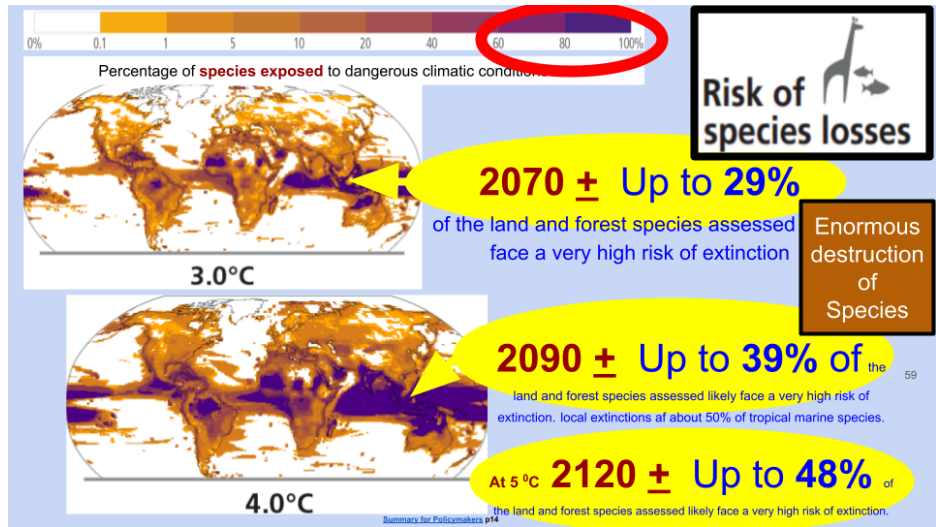 0% 0.1 1 5 10 20 40 60 80 100%
Percentage of species exposed to dangerous climatic condition
Risk of
species losses
2070 ± Up to 29%
of the land and forest species assessed
face a very high risk of extinction
3.0°C
Enormous
destruction
of
Species
2090 ± Up to 39% of the
land and forest species assessed likely face a very high risk of
extinction. local extinctions af about 50% of tropical marine species.
59
At 5 ⁰C 2120 ± Up to 48% of
the land and forest species assessed likely face a very high risk of extinction.
4.0°C
Summary for Policymakers p14